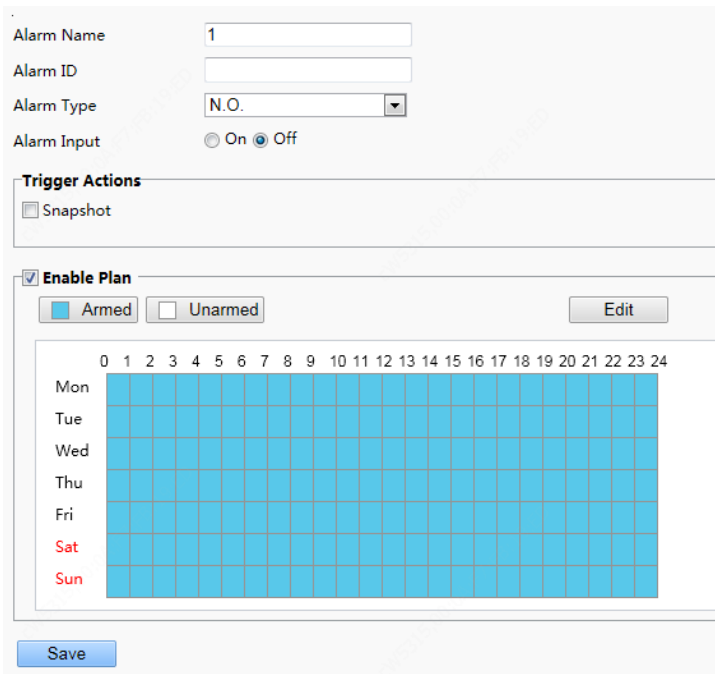 Alarm Name 1
Alarm ID
Alarm Type N.O.
Alarm Input On Off
Trigger Actions
Snapshot
Enable Plan
Armed Unarmed Edit
0 1 2 3 4 5 6 7 8 9 10 11 12 13 14 15 16 17 18 19 20 21 22 23 24
Mon
Tue
Wed
Thu
Fri
Sat
Sun
Save